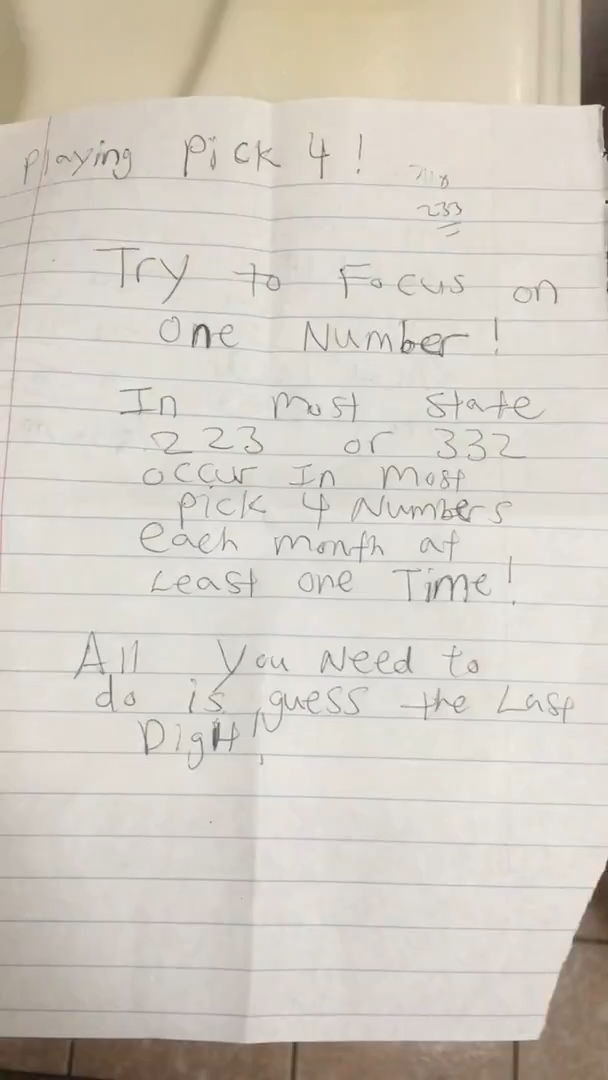 playing Pick 4!
233
Try to Focus on
One Number!
In most state
223 or 332
occur In Most
pick 4 Numbers
each month at
Least one Time!
All You Need to
do is guess the Last
Digit!